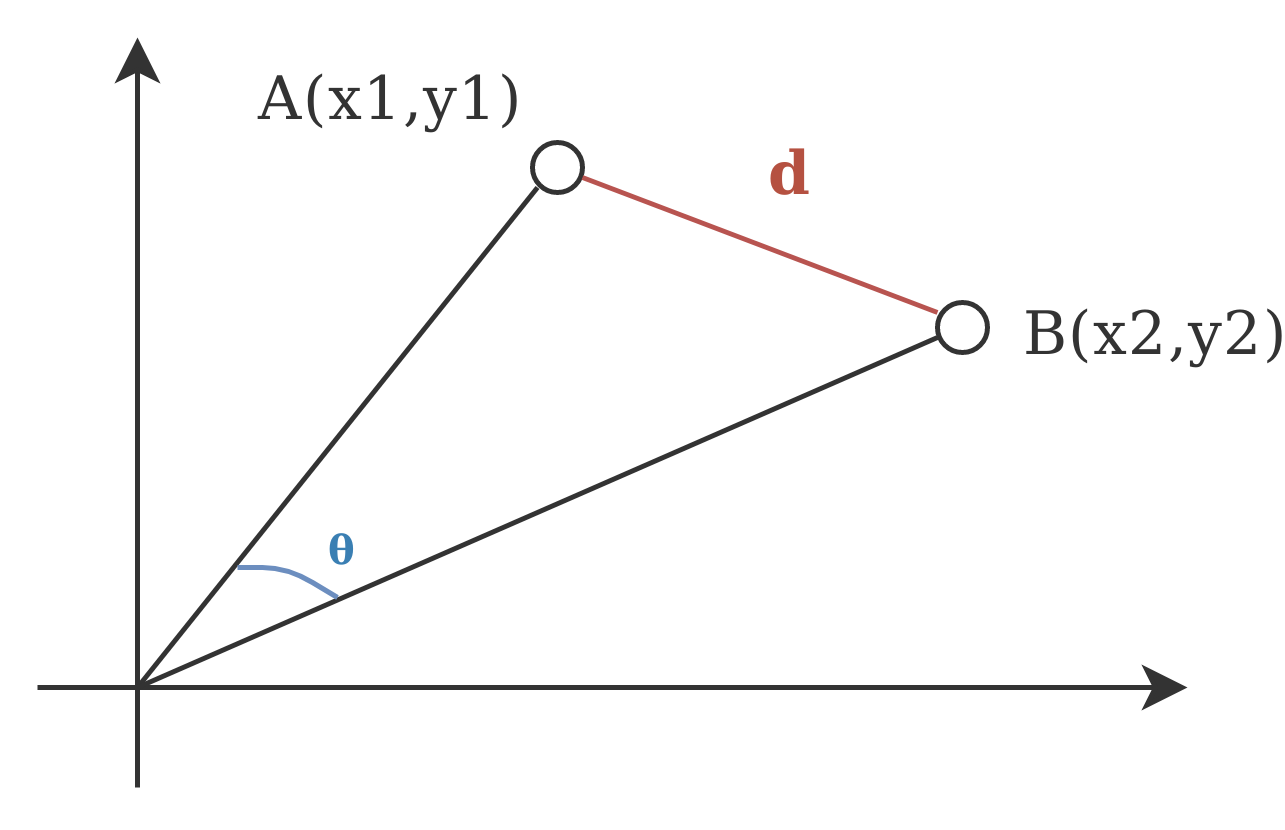 A(x1,y1)
d
B(x2,y2)
θ